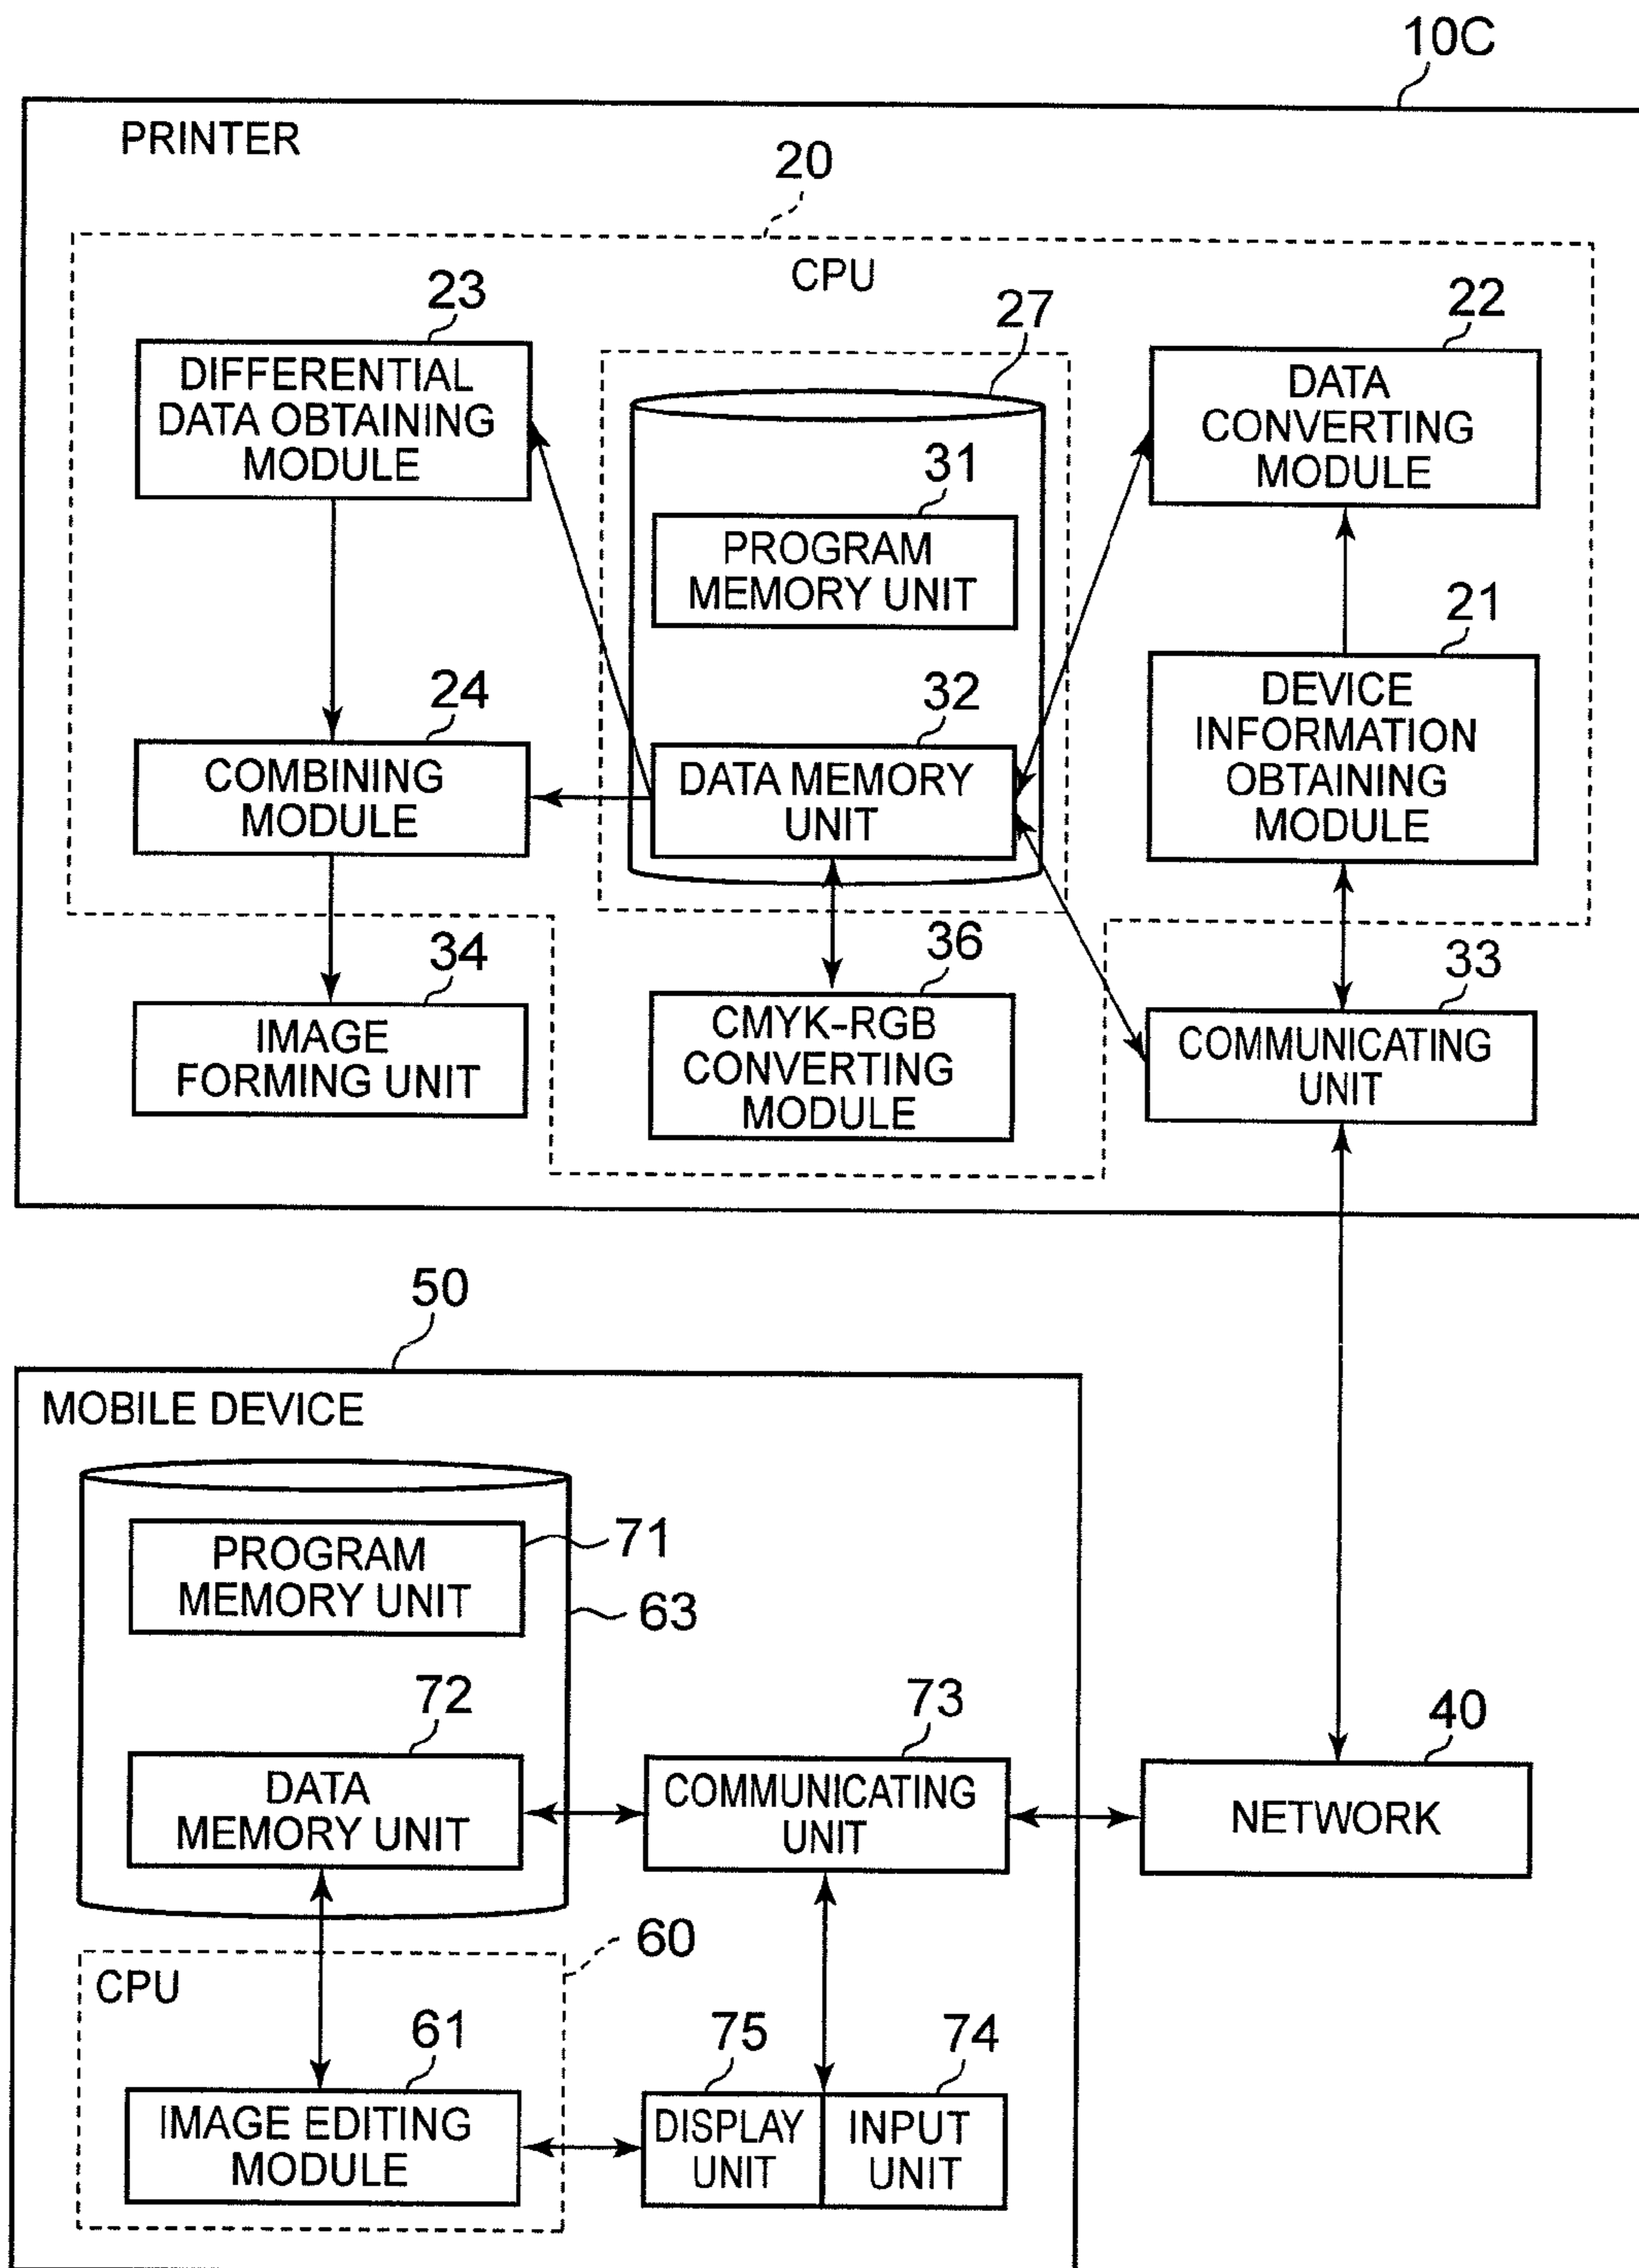 10C
PRINTER
20
CPU
23
DIFFERENTIAL
DATA OBTAINING
MODULE
27
22
DATA
CONVERTING
MODULE
31
PROGRAM
MEMORY UNIT
21
DEVICE
INFORMATION
OBTAINING
MODULE
24
COMBINING
MODULE
32
DATA MEMORY
UNIT
34
IMAGE
FORMING UNIT
36
CMYK-RGB
CONVERTING
MODULE
33
COMMUNICATING
UNIT
50
MOBILE DEVICE
PROGRAM
MEMORY UNIT
71
63
72
DATA
MEMORY UNIT
73
COMMUNICATING
UNIT
40
NETWORK
60
CPU
61
IMAGE EDITING
MODULE
75
DISPLAY
UNIT
74
INPUT
UNIT